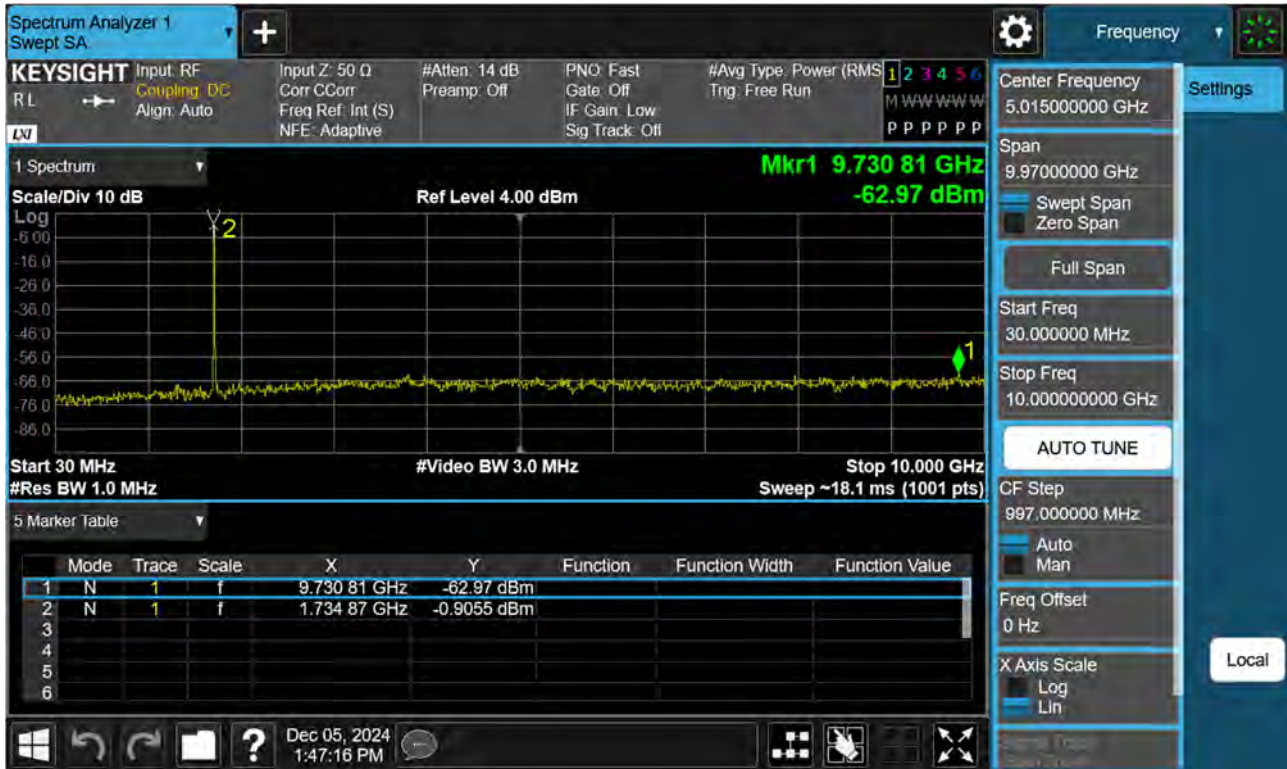 Spectrum Analyzer 1
Swept SA
+
Frequency
KEYSIGHT
RL
LXI
Input: RF
Coupling: DC
Align: Auto
Input Z: 50 Ω
Corr CCorr
Freq Ref: Int (S)
NFE: Adaptive
#Atten: 14 dB
Preamp: Off
PNO: Fast
Gate: Off
IF Gain: Low
Sig Track: Off
#Avg Type: Power (RMS
Trig: Free Run
1 2 3 4 5 6
M W W W W W
P P P P P P
1 Spectrum
Scale/Div 10 dB
Ref Level 4.00 dBm
Mkr1 9.730 81 GHz
-62.97 dBm
Log
-6.00
-16.0
-26.0
-36.0
-46.0
-56.0
-66.0
-76.0
-86.0
2
1
Start 30 MHz
#Video BW 3.0 MHz
Stop 10.000 GHz
#Res BW 1.0 MHz
Sweep ~18.1 ms (1001 pts)
5 Marker Table
Mode Trace Scale X Y Function Function Width Function Value
1 N 1 f 9.730 81 GHz -62.97 dBm
2 N 1 f 1.734 87 GHz -0.9055 dBm
3
4
5
6
?
Dec 05, 2024
1:47:16 PM
Center Frequency
5.015000000 GHz
Settings
Span
9.97000000 GHz
Swept Span
Zero Span
Full Span
Start Freq
30.000000 MHz
Stop Freq
10.000000000 GHz
AUTO TUNE
CF Step
997.000000 MHz
Auto
Man
Freq Offset
0 Hz
X Axis Scale
Log
Lin
Local